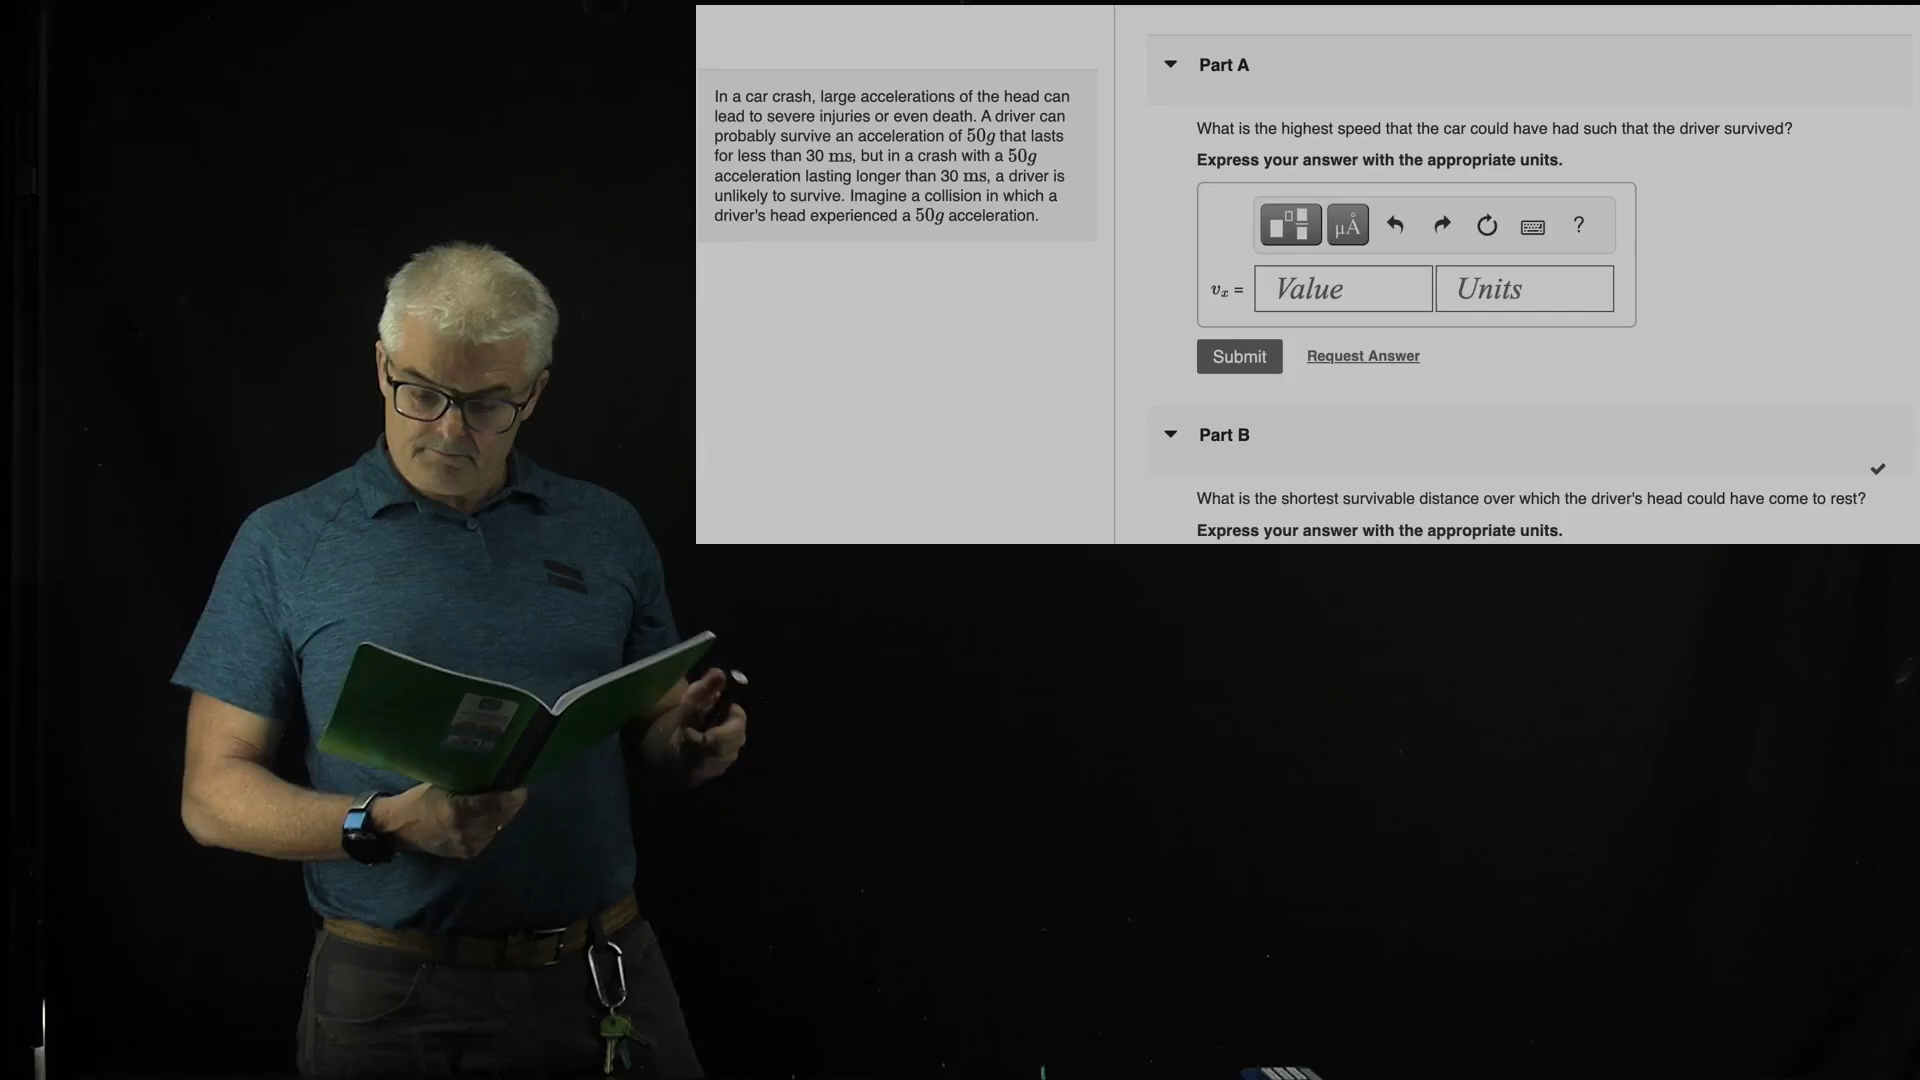 In a car crash, large accelerations of the head can
lead to severe injuries or even death. A driver can
probably survive an acceleration of 50g that lasts
for less than 30 ms, but in a crash with a 50g
acceleration lasting longer than 30 ms, a driver is
unlikely to survive. Imagine a collision in which a
driver's head experienced a 50g acceleration.
Part A
What is the highest speed that the car could have had such that the driver survived?
Express your answer with the appropriate units.
μÅ
?
vₓ =
Value
Units
Submit
Request Answer
Part B
What is the shortest survivable distance over which the driver's head could have come to rest?
Express your answer with the appropriate units.